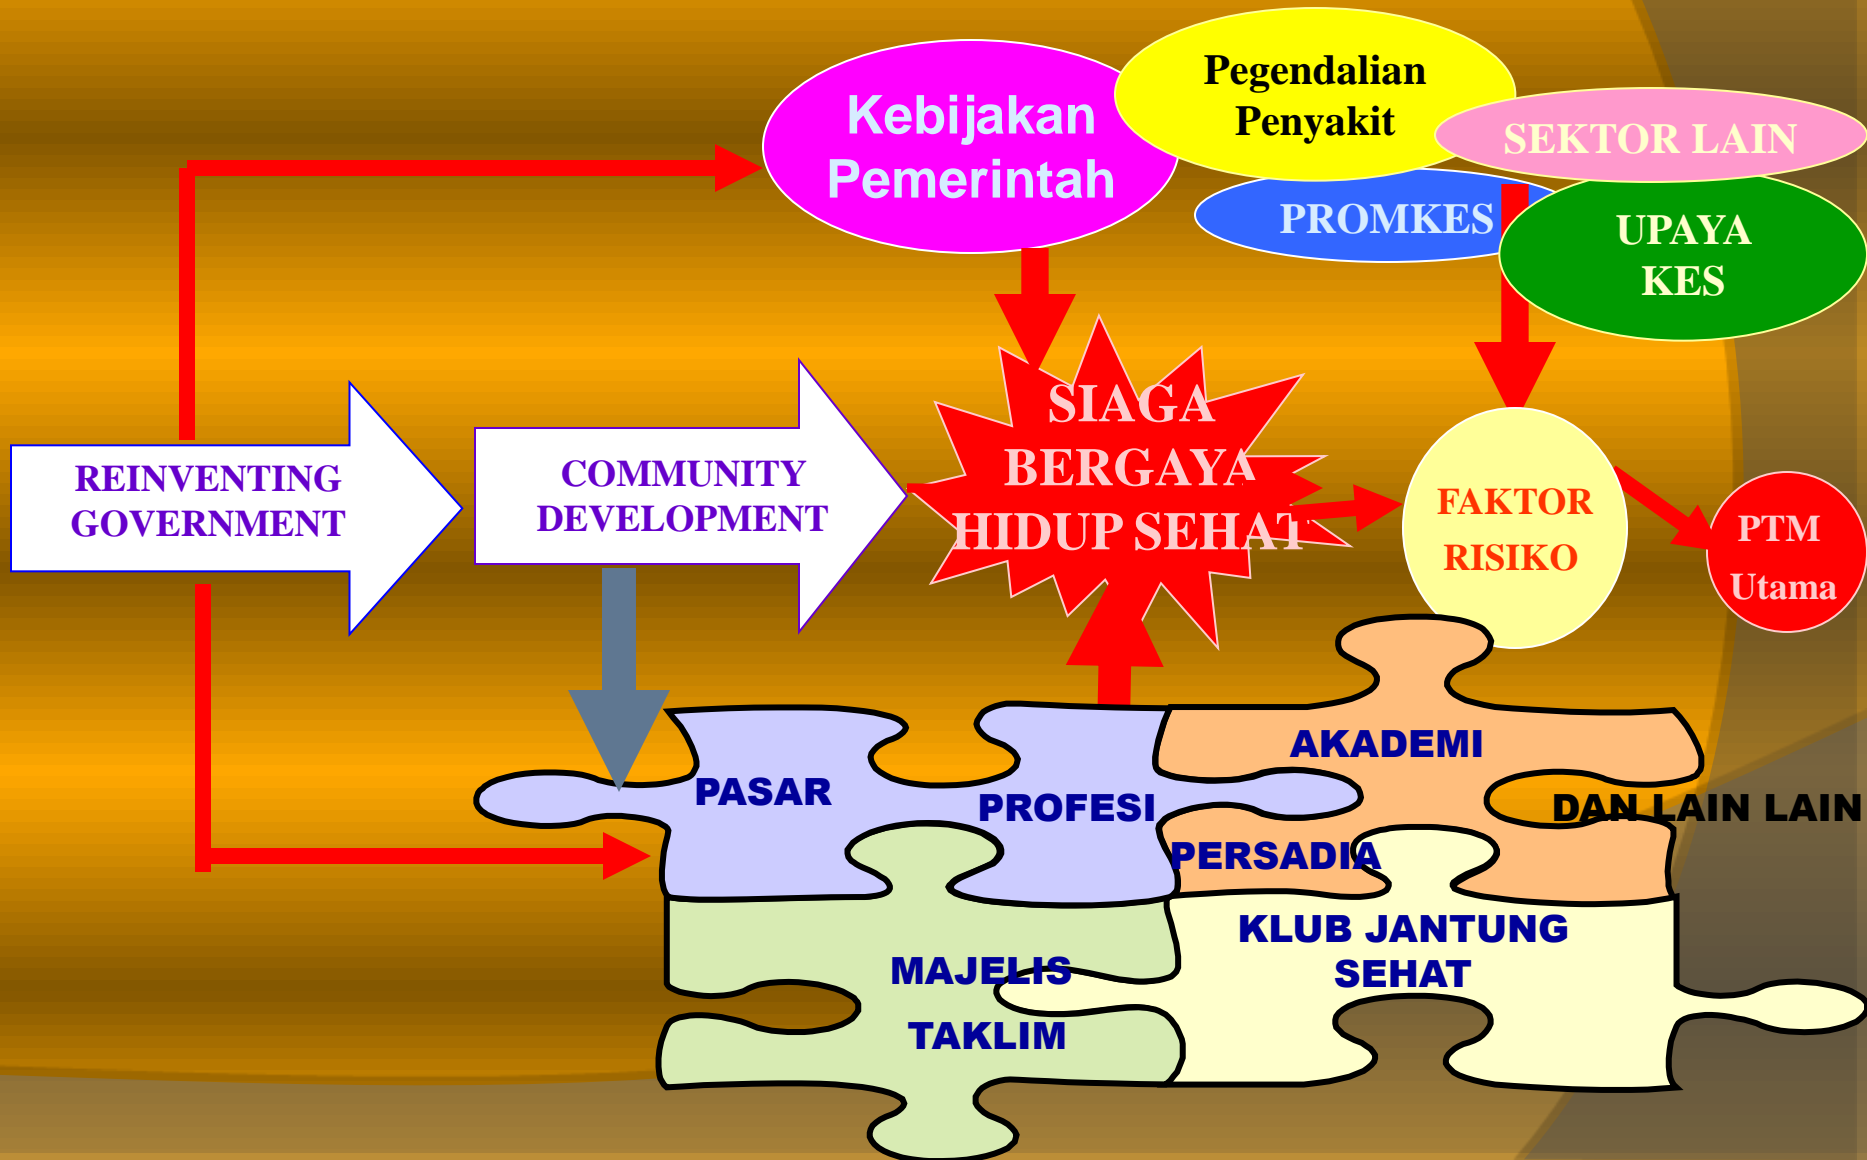 Kebijakan
Pemerintah
Pegendalian
Penyakit
SEKTOR LAIN
PROMKES
UPAYA
KES
REINVENTING
GOVERNMENT
COMMUNITY
DEVELOPMENT
SIAGA
BERGAYA
HIDUP SEHAT
FAKTOR
RISIKO
PTM
Utama
PASAR
PROFESI
AKADEMI
DAN LAIN LAIN
PERSADIA
MAJELIS
TAKLIM
KLUB JANTUNG
SEHAT